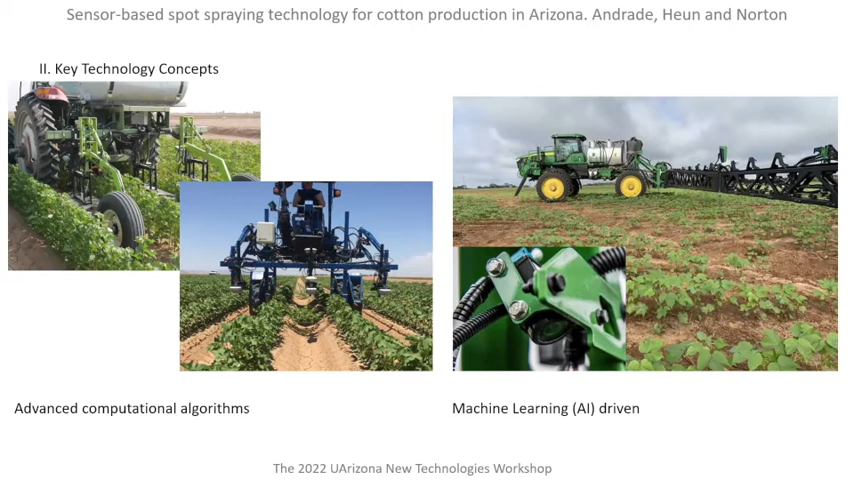 Sensor-based spot spraying technology for cotton production in Arizona. Andrade, Heun and Norton
II. Key Technology Concepts
Advanced computational algorithms
Machine Learning (AI) driven
The 2022 UArizona New Technologies Workshop